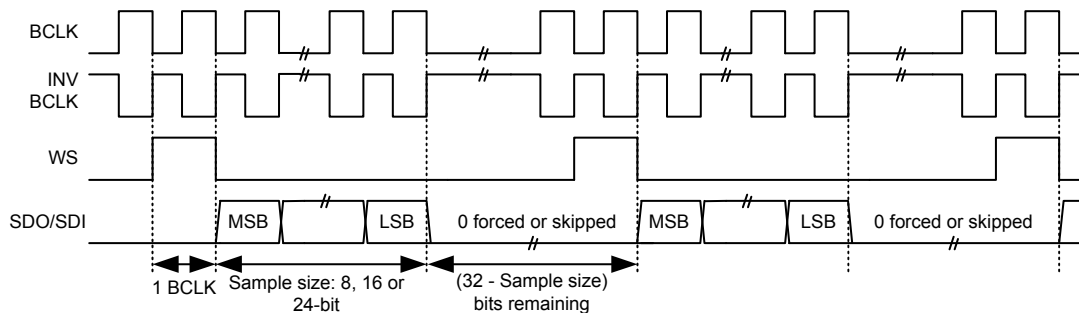 BCLK
INV
BCLK
WS
SDO/SDI
MSB
LSB
0 forced or skipped
MSB
LSB
0 forced or skipped
1 BCLK
Sample size: 8, 16 or
24-bit
(32 - Sample size)
bits remaining